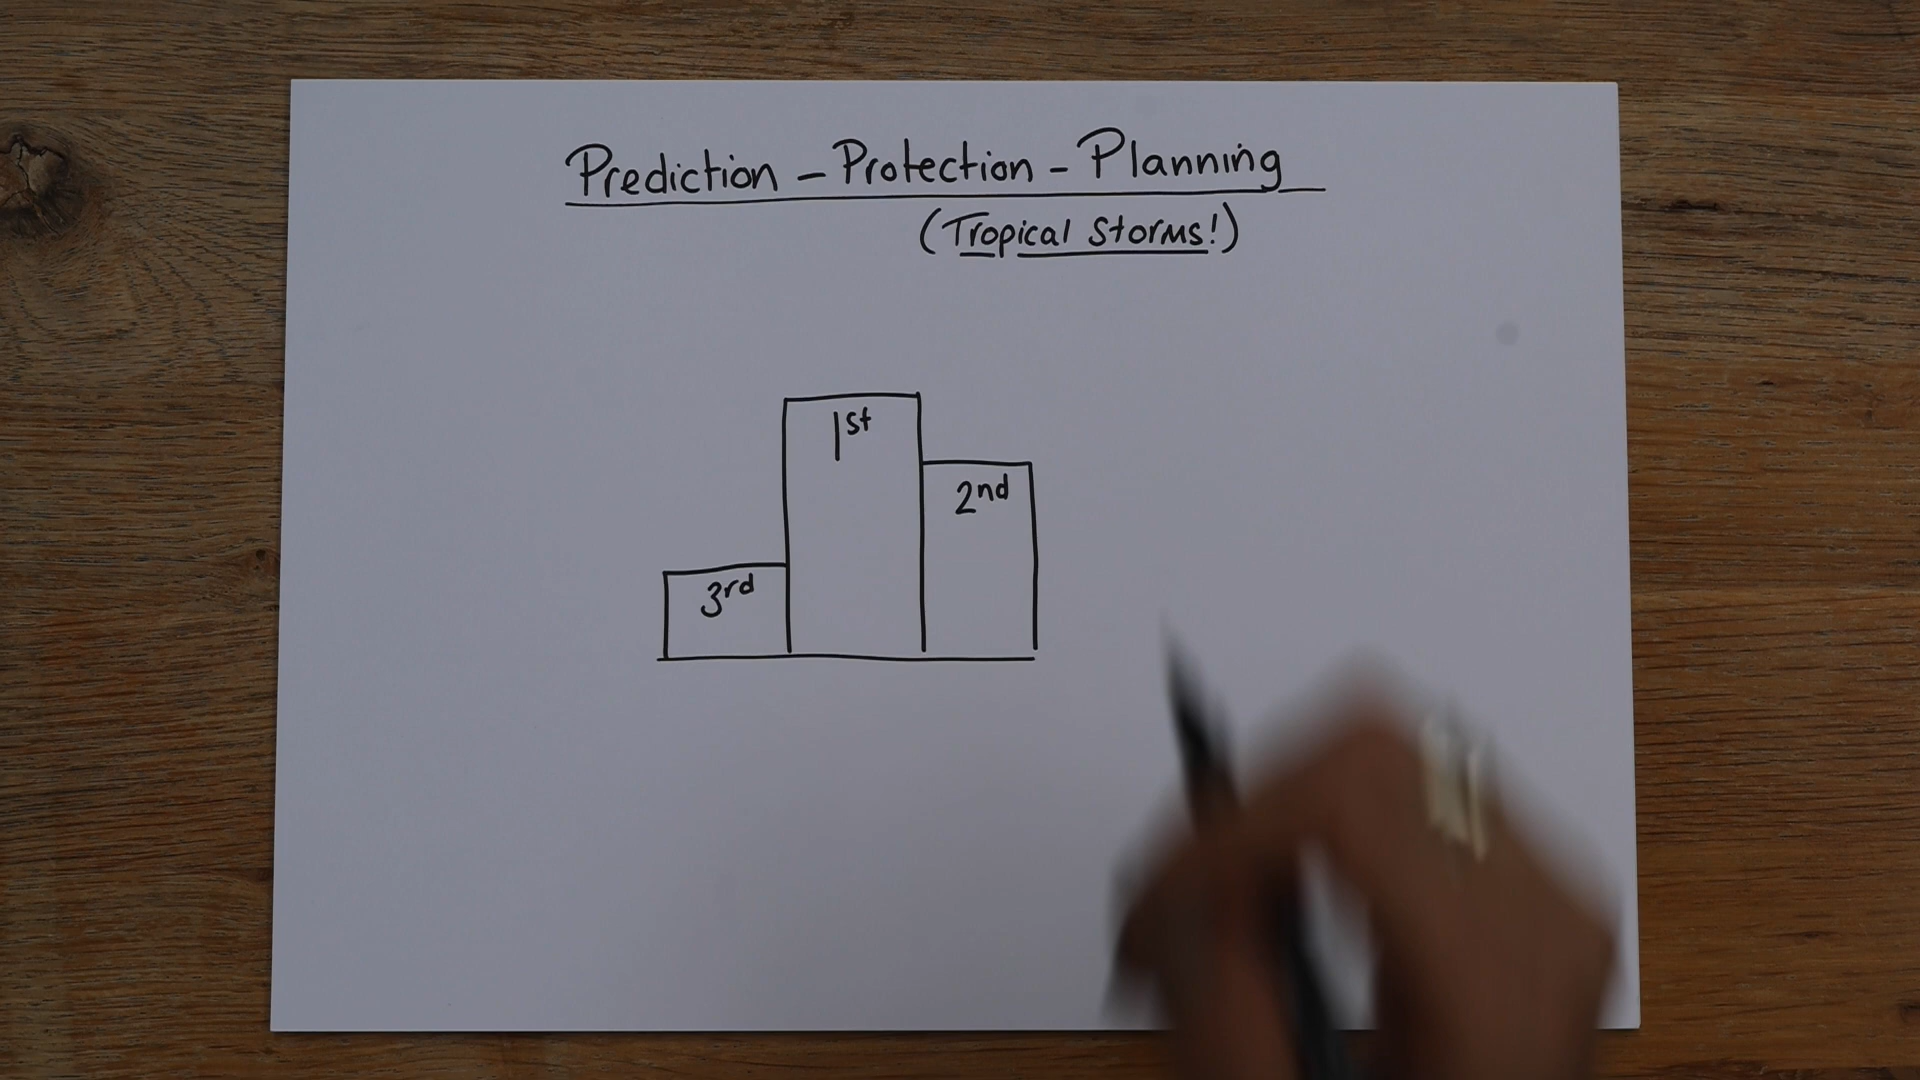 Prediction - Protection - Planning
(Tropical Storms!)
1st
2nd
3rd